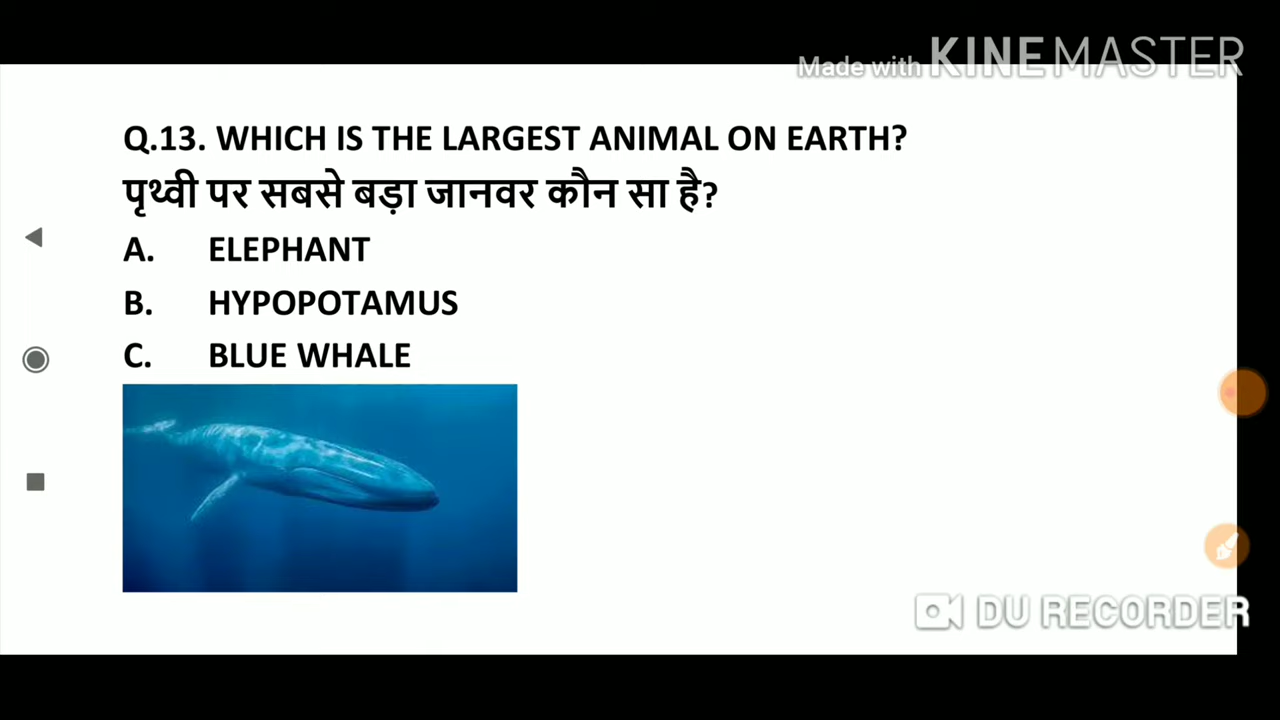 Made with KINEMASTER
Q.13. WHICH IS THE LARGEST ANIMAL ON EARTH?
पृथ्वी पर सबसे बड़ा जानवर कौन सा है?
A. ELEPHANT
B. HYPOPOTAMUS
C. BLUE WHALE
DU RECORDER